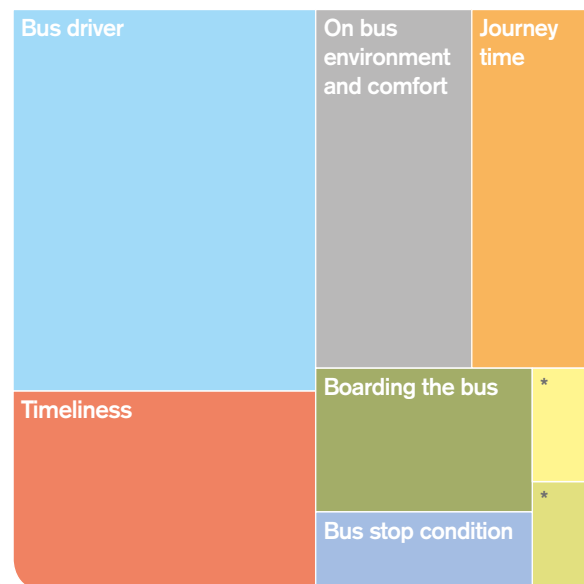 Bus driver
On bus
environment
and comfort
Journey
time
Timeliness
Boarding the bus
*
*
Bus stop condition